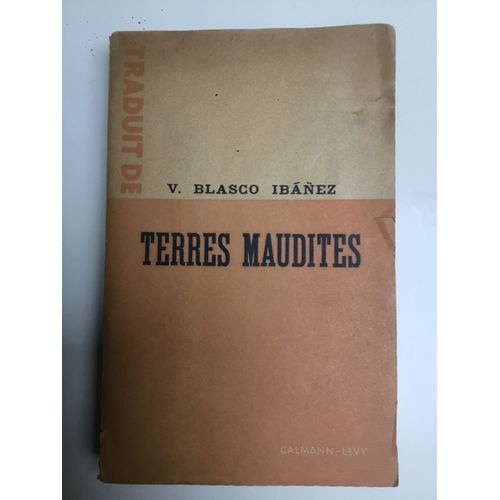 TRADUIT DE
V. BLASCO IBÁÑEZ
TERRES MAUDITES
CALMANN-LÉVY